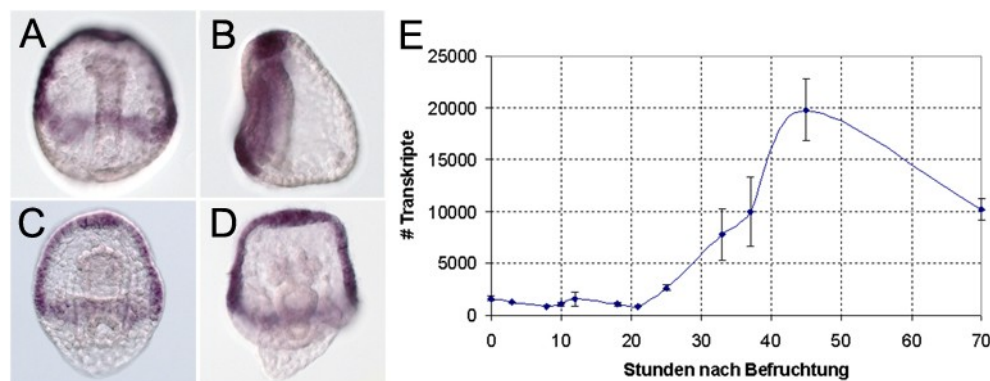 A
B
C
D
E
# Transkripte
25000
20000
15000
10000
5000
0
0 10 20 30 40 50 60 70
Stunden nach Befruchtung